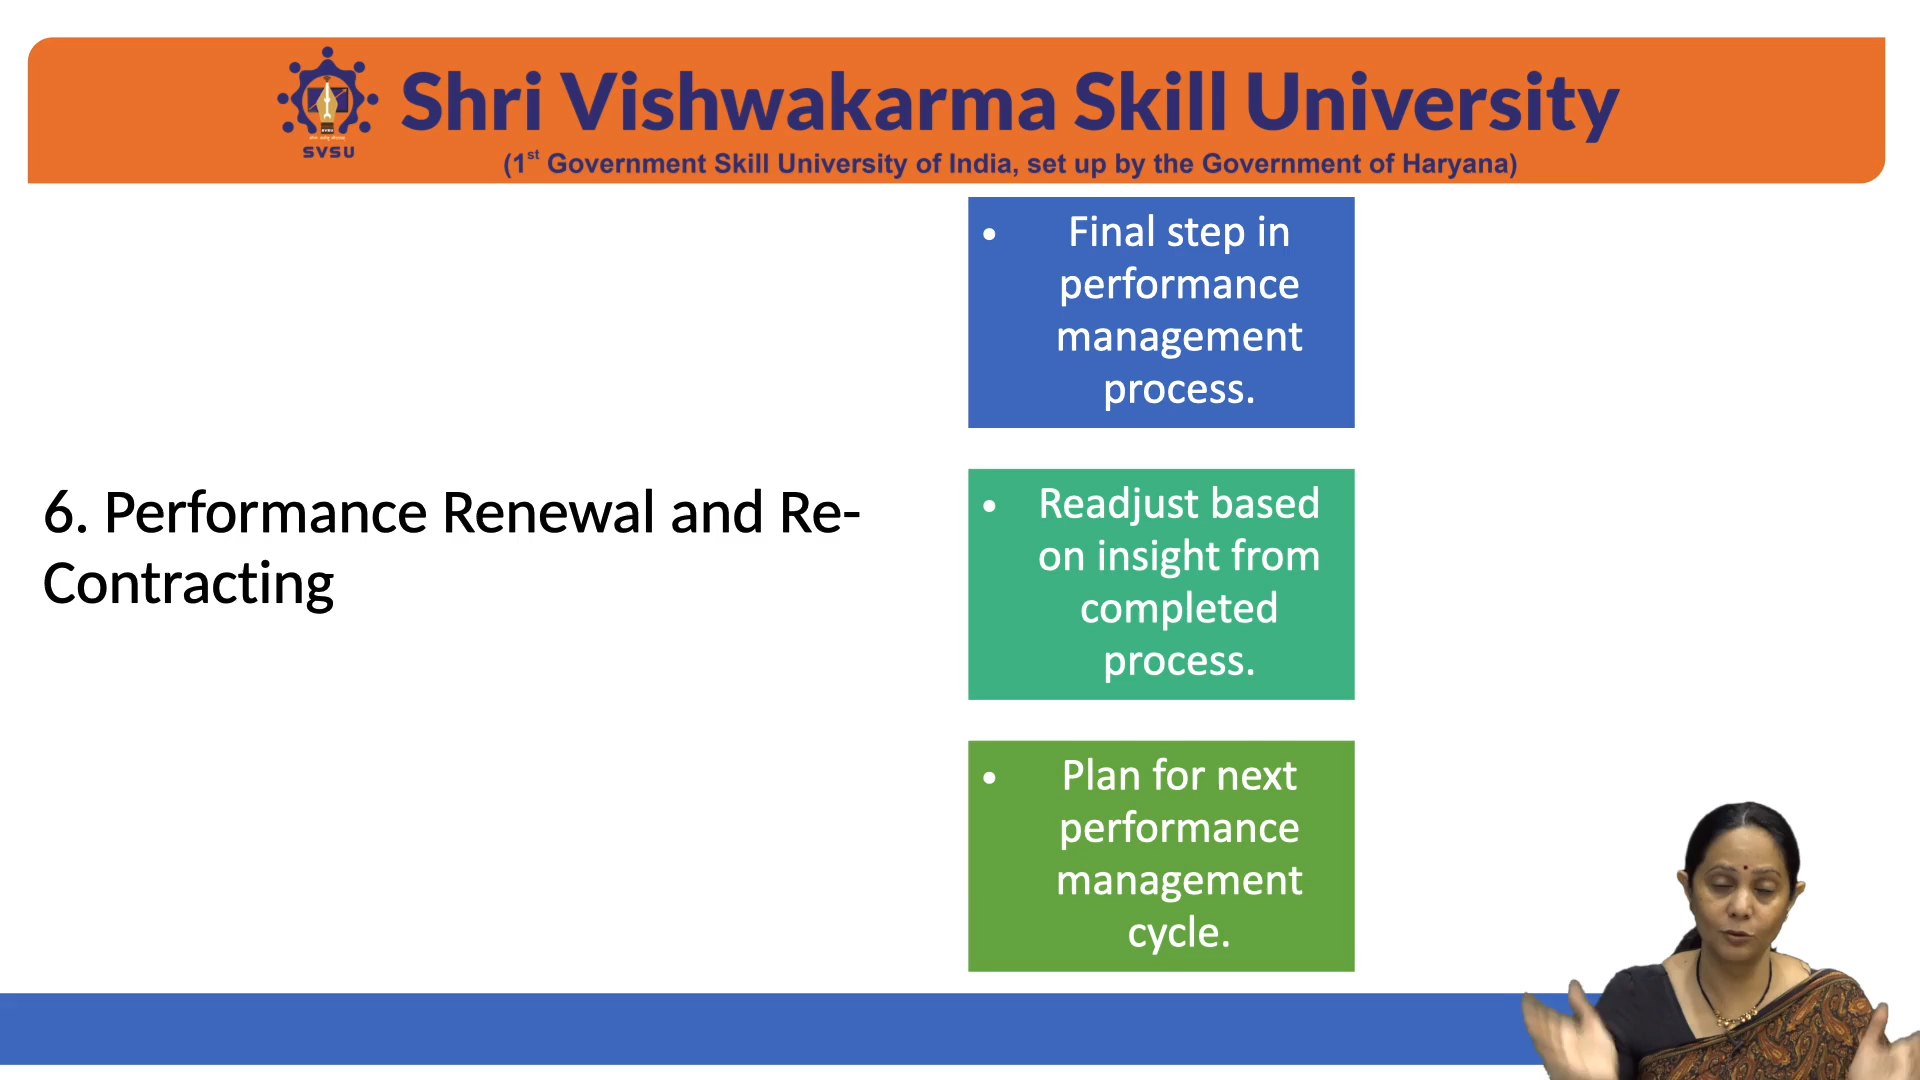 Shri Vishwakarma Skill University
SVSU
(1st Government Skill University of India, set up by the Government of Haryana)
6. Performance Renewal and Re-
Contracting
• Final step in
performance
management
process.
• Readjust based
on insight from
completed
process.
• Plan for next
performance
management
cycle.